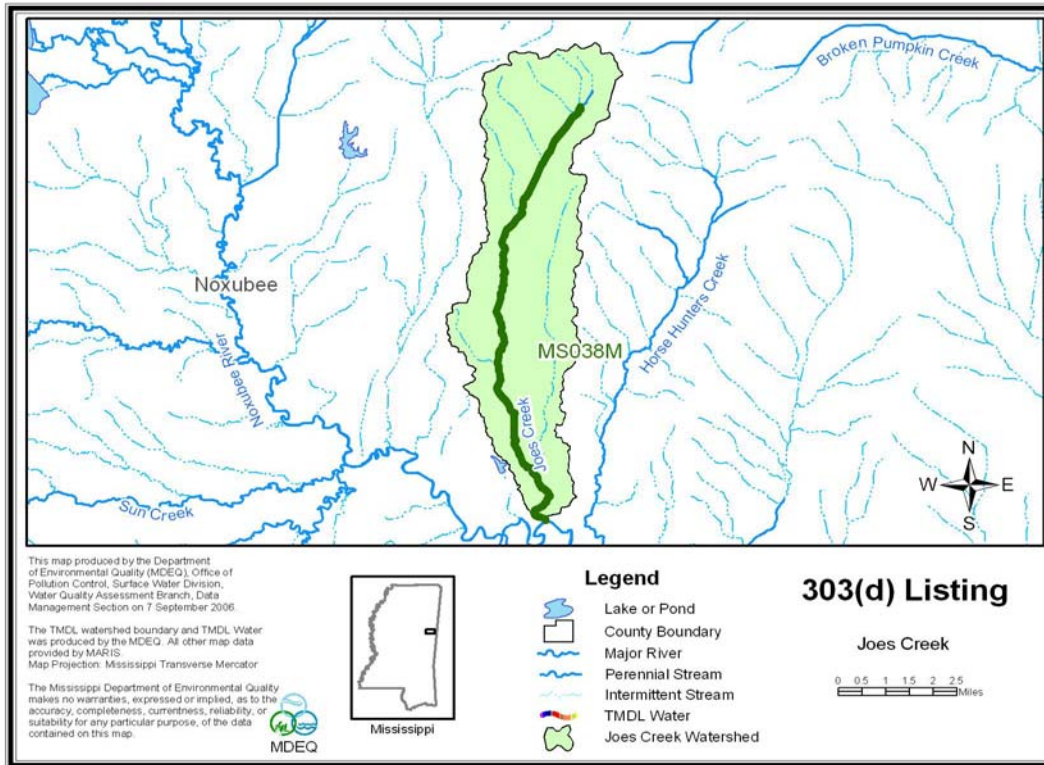 Broken Pumpkin Creek
Noxubee
Noxubee River
MS038M
Horse Hunters Creek
Joes Creek
Sun Creek
N
W E
S
This map produced by the Department
of Environmental Quality (MDEQ), Office of
Pollution Control, Surface Water Division,
Water Quality Assessment Branch, Data
Management Section on 7 September 2006.
The TMDL watershed boundary and TMDL Water
was produced by the MDEQ. All other map data
provided by MARIS.
Map Projection: Mississippi Transverse Mercator
The Mississippi Department of Environmental Quality
makes no warranties, expressed or implied, as to the
accuracy, completeness, currentness, reliability, or
suitability for any particular purpose, of the data
contained on this map.
MDEQ
Mississippi
Legend
Lake or Pond
County Boundary
Major River
Perennial Stream
Intermittent Stream
TMDL Water
Joes Creek Watershed
303(d) Listing
Joes Creek
0 0.5 1 1.5 2 2.5
Miles